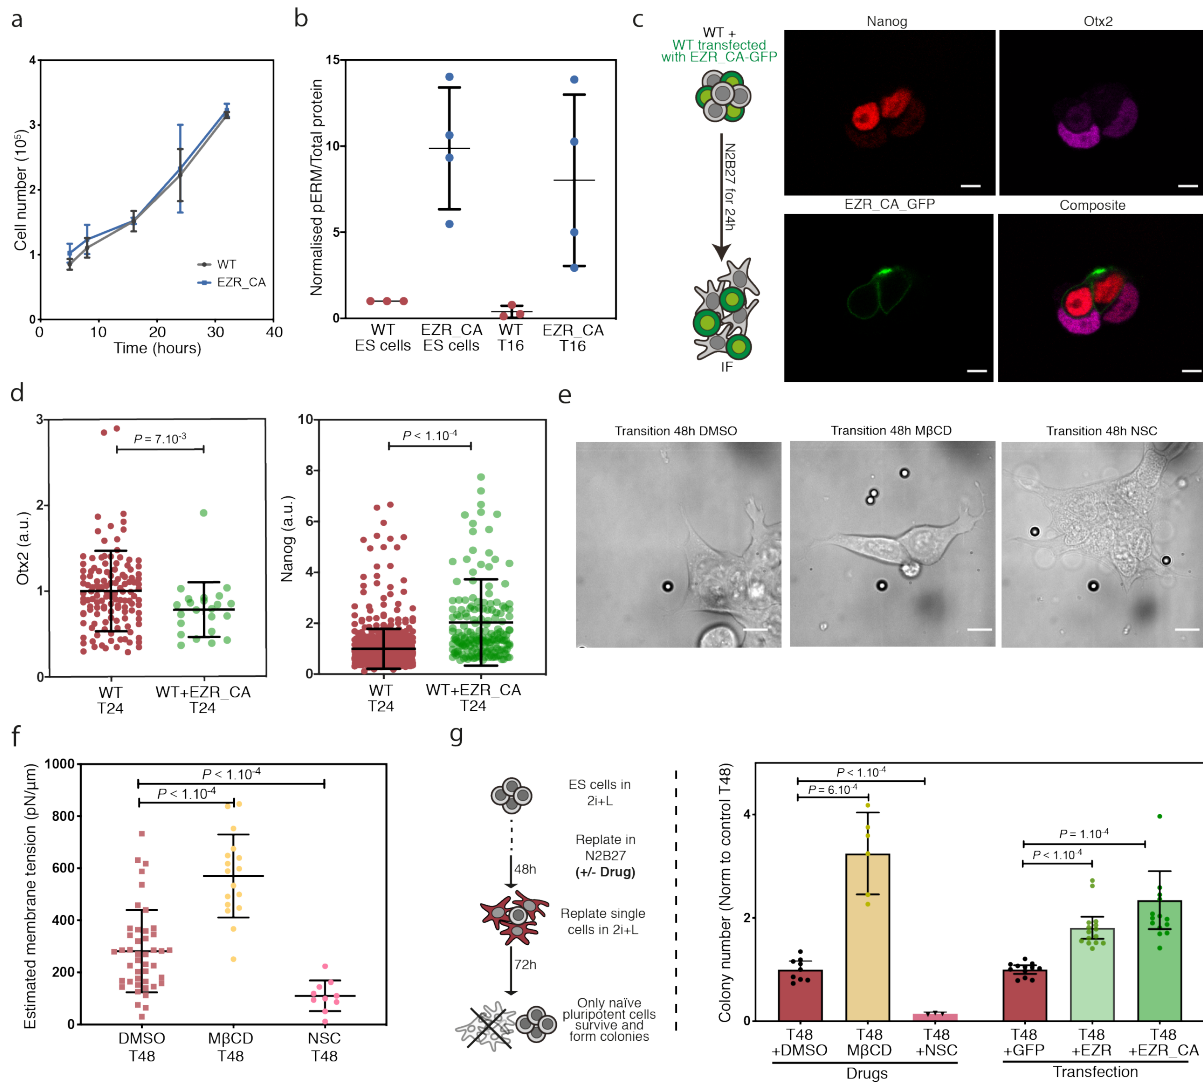 a
Cell number (10⁵)
4
3
2
1
0
0
10
20
30
40
WT
EZR_CA
Time (hours)
b
Normalised pERM/Total protein
15
10
5
0
WT
ES cells
EZR_CA
ES cells
WT
T16
EZR_CA
T16
c
WT +
WT transfected
with EZR_CA-GFP
N2B27 for 24h
IF
Nanog
Otx2
EZR_CA_GFP
Composite
d
Otx2 (a.u.)
3
2
1
0
P = 7.10⁻³
WT
T24
WT+EZR_CA
T24
Nanog (a.u.)
10
8
6
4
2
0
P < 1.10⁻⁴
WT
T24
WT+EZR_CA
T24
e
Transition 48h DMSO
Transition 48h MβCD
Transition 48h NSC
f
Estimated membrane tension (pN/μm)
1000
800
600
400
200
0
P < 1.10⁻⁴
P < 1.10⁻⁴
DMSO
T48
MβCD
T48
NSC
T48
g
ES cells in
2i+L
Replate in
N2B27
(+/- Drug)
48h
Replate single
cells in 2i+L
72h
Only naïve
pluripotent cells
survive and
form colonies
Colony number (Norm to control T48)
4
2
0
P < 1.10⁻⁴
P = 6.10⁻⁴
P = 1.10⁻⁴
P < 1.10⁻⁴
T48
+DMSO
T48
MβCD
T48
+NSC
T48
+GFP
T48
+EZR
T48
+EZR_CA
Drugs
Transfection